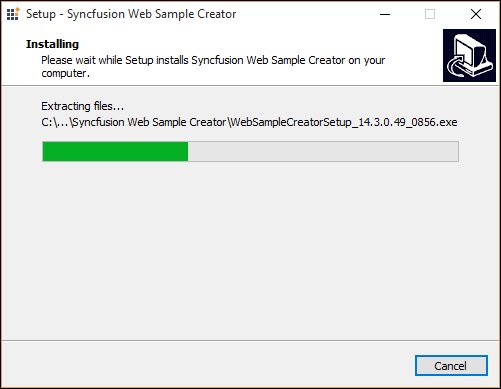 Setup - Syncfusion Web Sample Creator
Installing
Please wait while Setup installs Syncfusion Web Sample Creator on your
computer.
Extracting files...
C:\...\Syncfusion Web Sample Creator\WebSampleCreatorSetup_14.3.0.49_0856.exe
Cancel